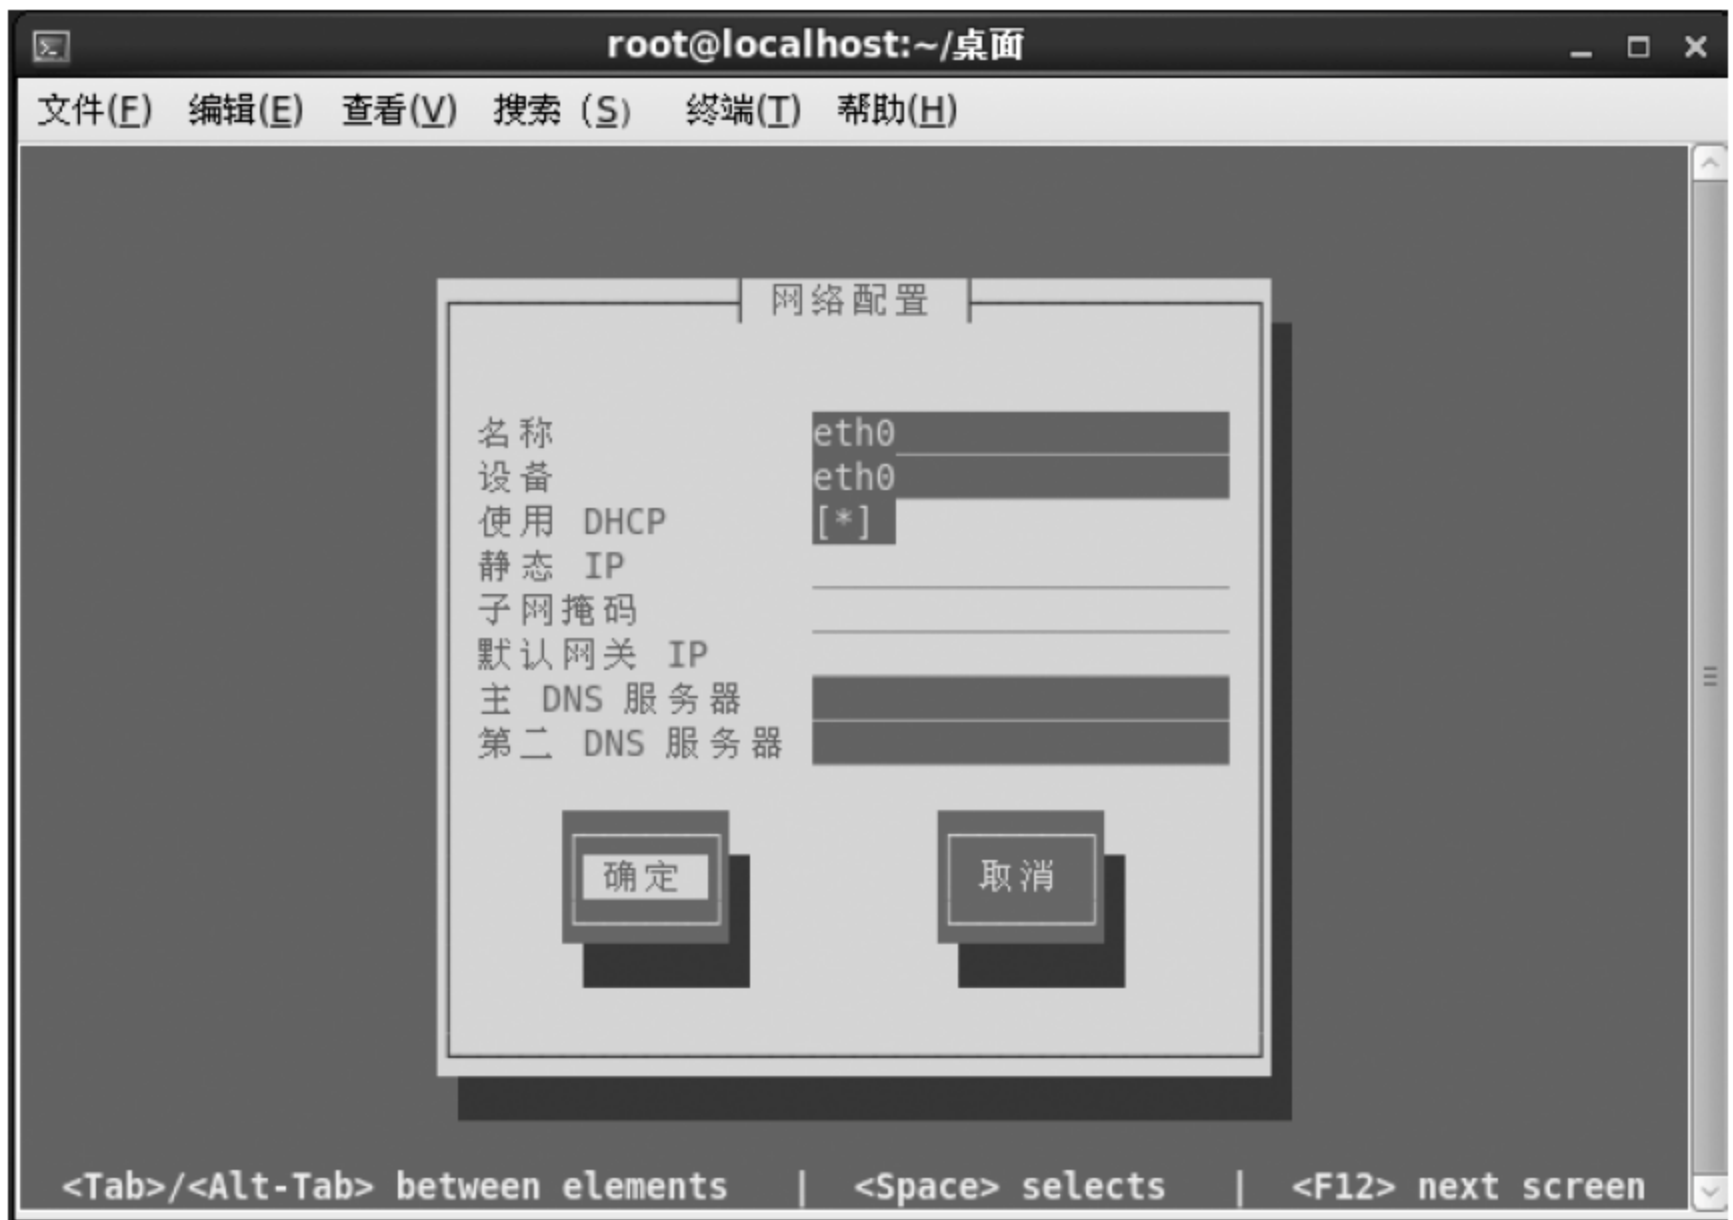 root@localhost:~/桌面
文件(F) 编辑(E) 查看(V) 搜索 (S) 终端(T) 帮助(H)
网络配置
名称 eth0
设备 eth0
使用 DHCP [*]
静态 IP
子网掩码
默认网关 IP
主 DNS 服务器
第二 DNS 服务器
确定 取消
<Tab>/<Alt-Tab> between elements | <Space> selects | <F12> next screen